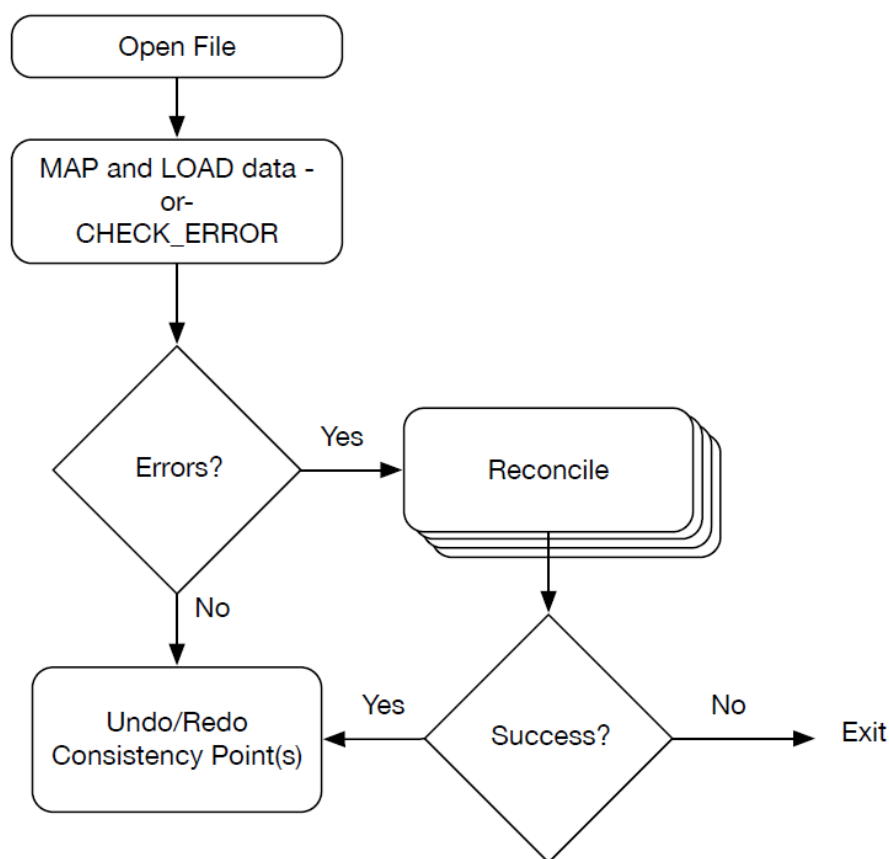 Open File
MAP and LOAD data -
or-
CHECK_ERROR
Errors?
Yes
Reconcile
No
Undo/Redo
Consistency Point(s)
Yes
Success?
No
Exit